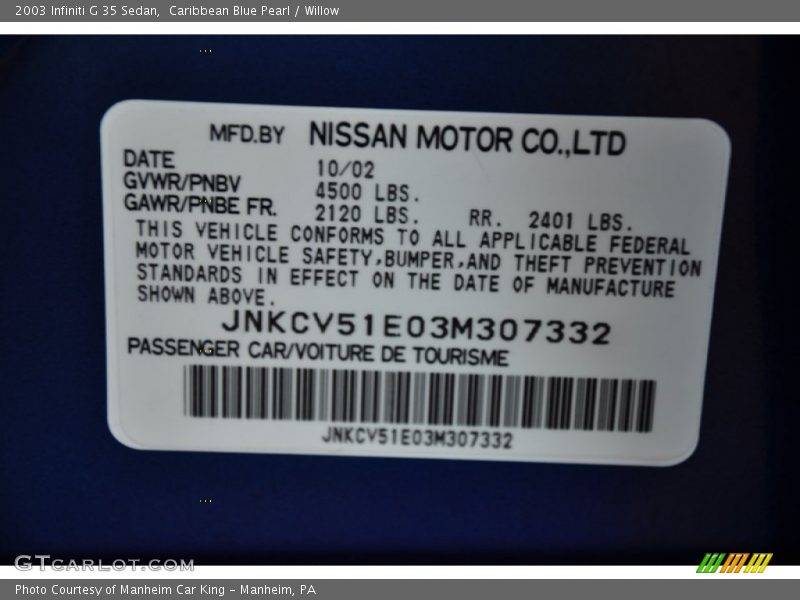 2003 Infiniti G 35 Sedan,  Caribbean Blue Pearl / Willow
MFD.BY NISSAN MOTOR CO.,LTD
DATE 10/02
GVWR/PNBV 4500 LBS.
GAWR/PNBE FR. 2120 LBS. RR. 2401 LBS.
THIS VEHICLE CONFORMS TO ALL APPLICABLE FEDERAL
MOTOR VEHICLE SAFETY,BUMPER,AND THEFT PREVENTION
STANDARDS IN EFFECT ON THE DATE OF MANUFACTURE
SHOWN ABOVE.
JNKCV51E03M307332
PASSENGER CAR/VOITURE DE TOURISME
JNKCV51E03M307332
GTCARLOT.COM
Photo Courtesy of Manheim Car King - Manheim, PA